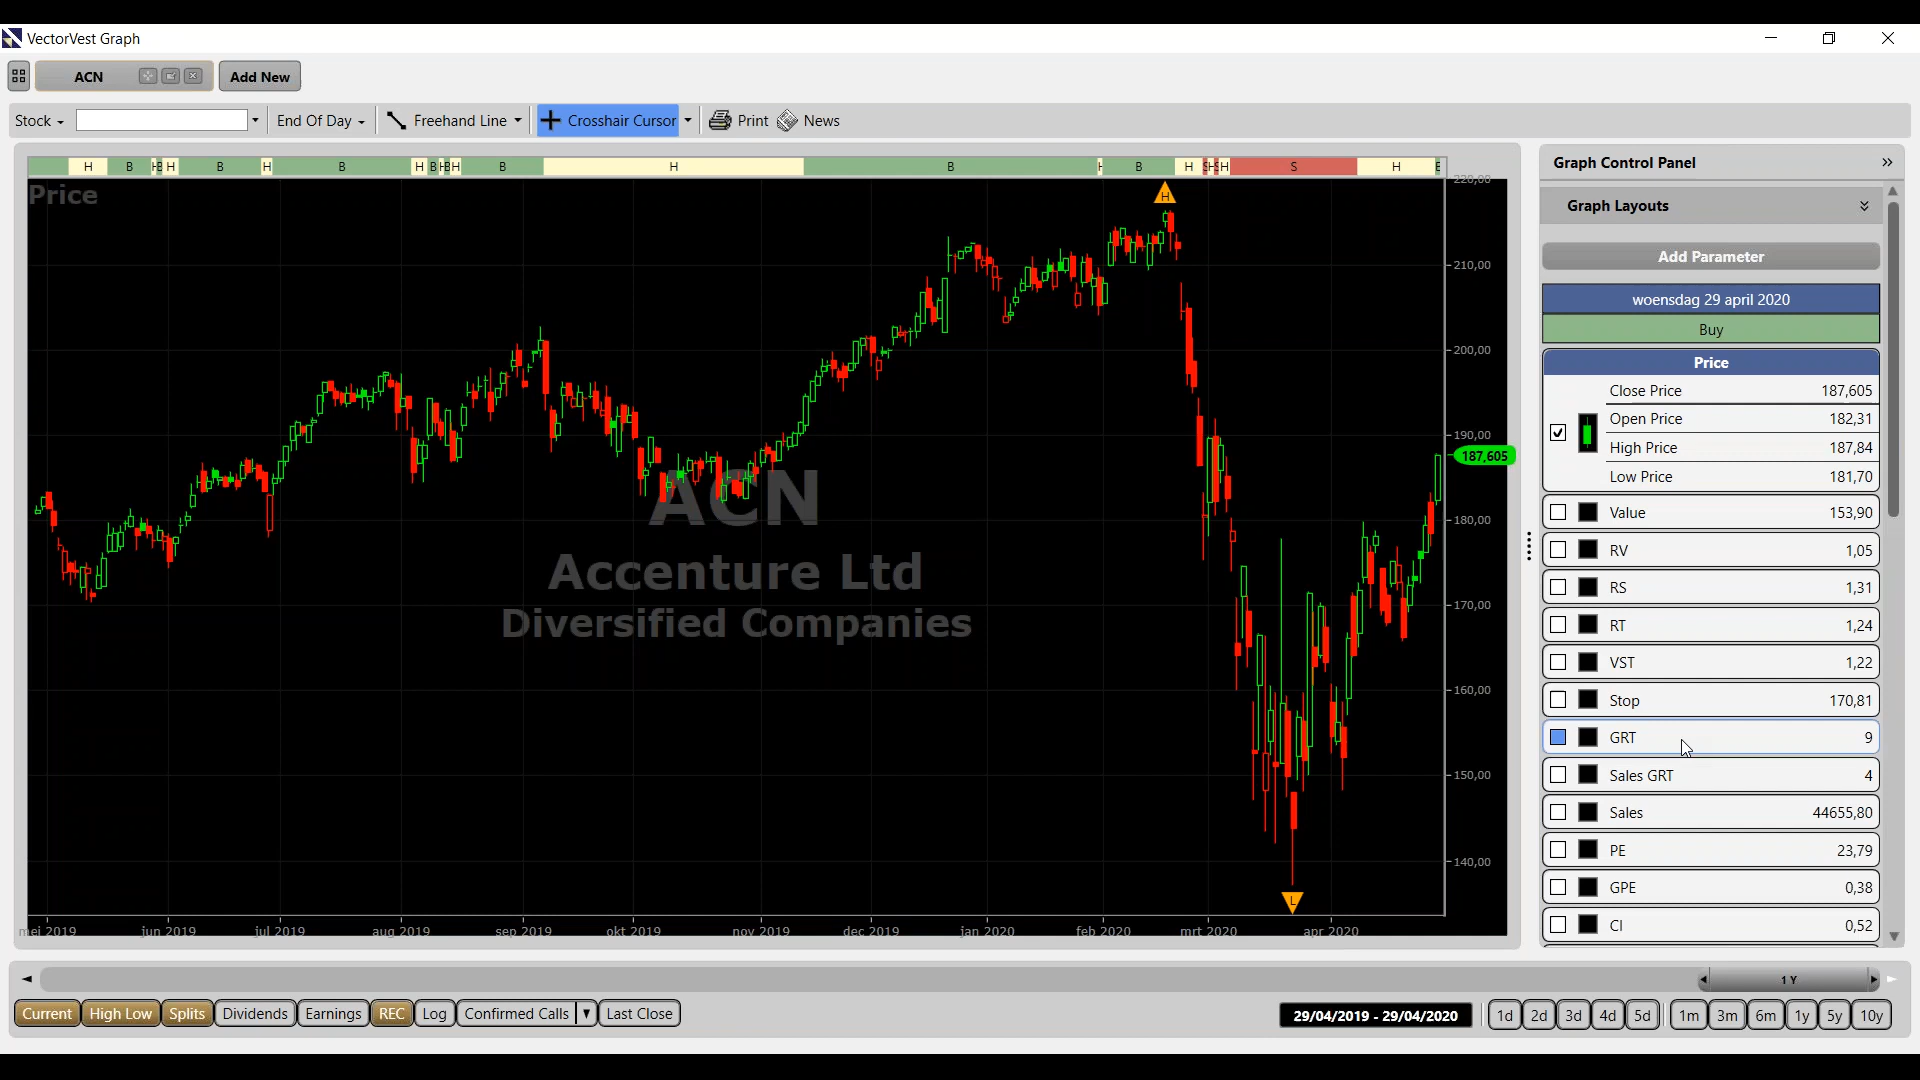 VectorVest Graph
ACN
Add New
Stock
End Of Day
Freehand Line
Crosshair Cursor
Print
News
H B H B H B H B H B H B H B H S H S H
Price
H
220,00
210,00
200,00
190,00
187,605
180,00
170,00
160,00
150,00
140,00
ACN
Accenture Ltd
Diversified Companies
L
mei 2019 jun 2019 jul 2019 aug 2019 sep 2019 okt 2019 nov 2019 dec 2019 jan 2020 feb 2020 mrt 2020 apr 2020
Graph Control Panel
Graph Layouts
Add Parameter
woensdag 29 april 2020
Buy
Price
Close Price 187,605
Open Price 182,31
High Price 187,84
Low Price 181,70
Value 153,90
RV 1,05
RS 1,31
RT 1,24
VST 1,22
Stop 170,81
GRT 9
Sales GRT 4
Sales 44655,80
PE 23,79
GPE 0,38
CI 0,52
1 Y
Current High Low Splits Dividends Earnings REC Log Confirmed Calls Last Close
29/04/2019 - 29/04/2020
1d 2d 3d 4d 5d 1m 3m 6m 1y 5y 10y